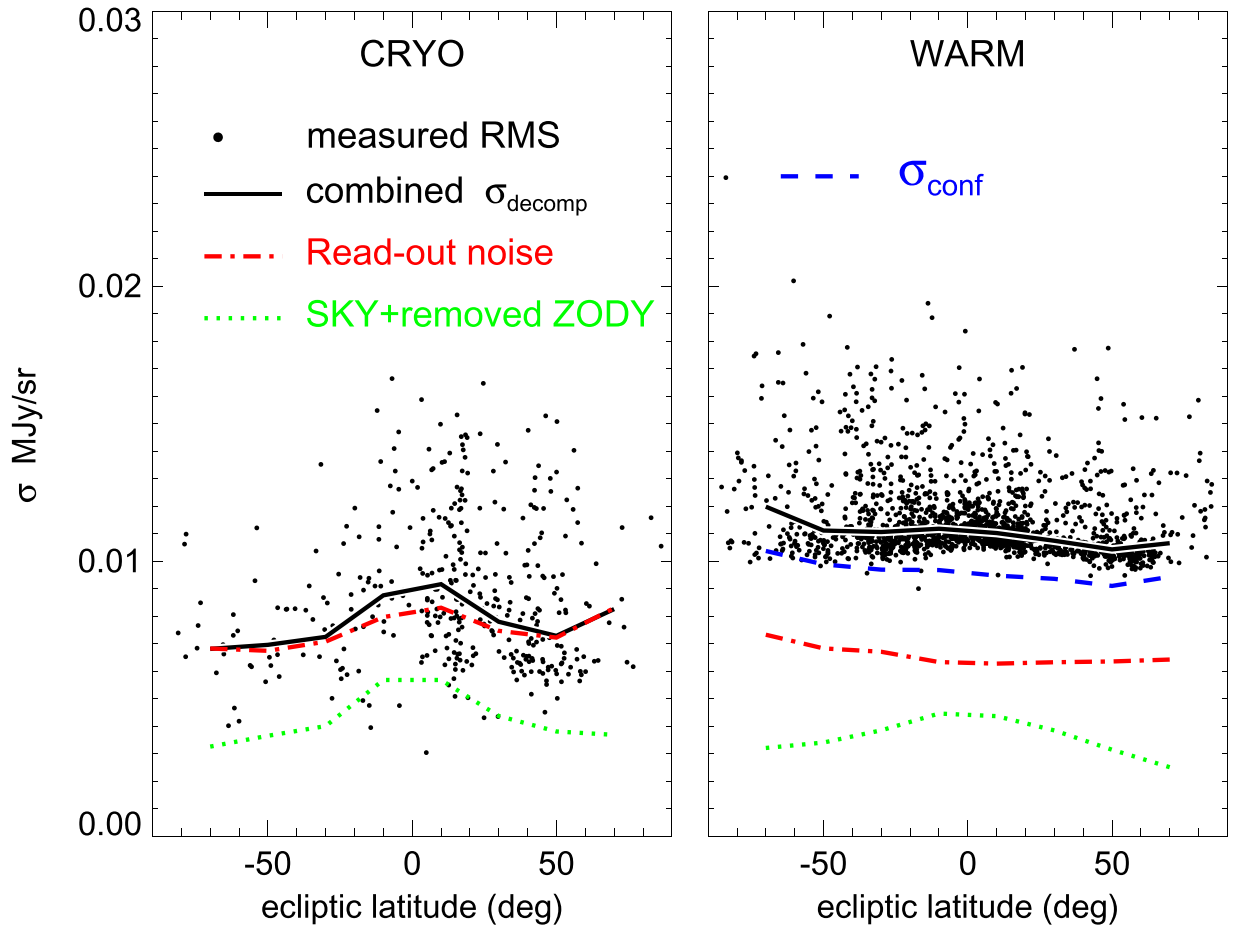 0.03
0.02
0.01
0.00
σ MJy/sr
CRYO
measured RMS
combined σdecomp
Read-out noise
SKY+removed ZODY
-50 0 50
ecliptic latitude (deg)
WARM
σconf
-50 0 50
ecliptic latitude (deg)